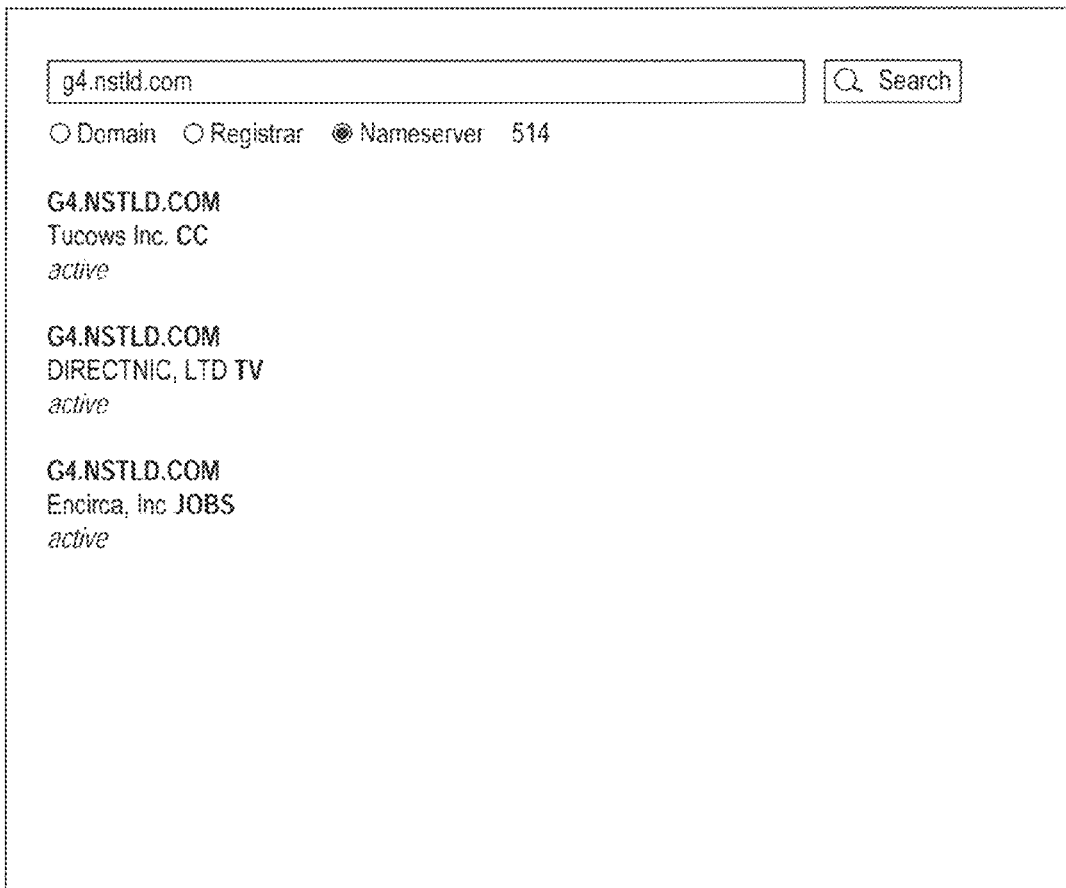 g4.nstld.com
Search
Domain Registrar Nameserver 514
G4.NSTLD.COM
Tucows Inc. CC
active
G4.NSTLD.COM
DIRECTNIC, LTD TV
active
G4.NSTLD.COM
Encirca, Inc JOBS
active